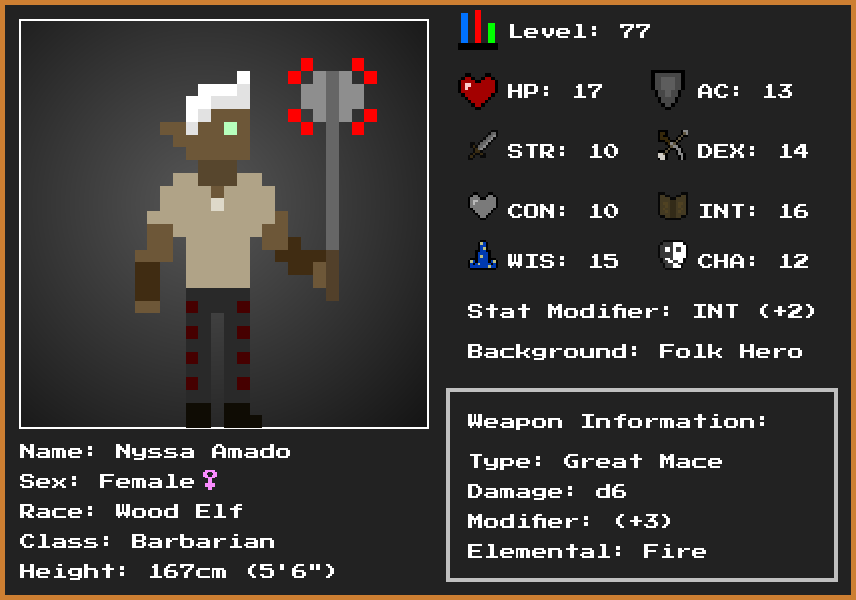 Level: 77
HP: 17 AC: 13
STR: 10 DEX: 14
CON: 10 INT: 16
WIS: 15 CHA: 12
Stat Modifier: INT (+2)
Background: Folk Hero
Weapon Information:
Type: Great Mace
Damage: d6
Modifier: (+3)
Elemental: Fire
Name: Nyssa Amado
Sex: Female♀
Race: Wood Elf
Class: Barbarian
Height: 167cm (5'6")